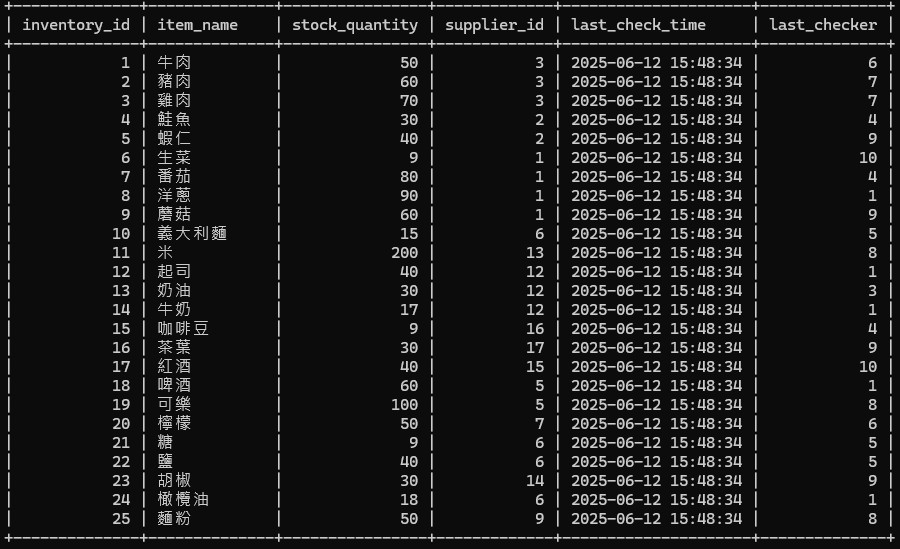 | inventory_id | item_name | stock_quantity | supplier_id | last_check_time | last_checker |
| 1 | 牛肉 | 50 | 3 | 2025-06-12 15:48:34 | 6 |
| 2 | 豬肉 | 60 | 3 | 2025-06-12 15:48:34 | 7 |
| 3 | 雞肉 | 70 | 3 | 2025-06-12 15:48:34 | 7 |
| 4 | 鮭魚 | 30 | 2 | 2025-06-12 15:48:34 | 4 |
| 5 | 蝦仁 | 40 | 2 | 2025-06-12 15:48:34 | 9 |
| 6 | 生菜 | 9 | 1 | 2025-06-12 15:48:34 | 10 |
| 7 | 番茄 | 80 | 1 | 2025-06-12 15:48:34 | 4 |
| 8 | 洋蔥 | 90 | 1 | 2025-06-12 15:48:34 | 1 |
| 9 | 蘑菇 | 60 | 1 | 2025-06-12 15:48:34 | 9 |
| 10 | 義大利麵 | 15 | 6 | 2025-06-12 15:48:34 | 5 |
| 11 | 米 | 200 | 13 | 2025-06-12 15:48:34 | 8 |
| 12 | 起司 | 40 | 12 | 2025-06-12 15:48:34 | 1 |
| 13 | 奶油 | 30 | 12 | 2025-06-12 15:48:34 | 3 |
| 14 | 牛奶 | 17 | 12 | 2025-06-12 15:48:34 | 1 |
| 15 | 咖啡豆 | 9 | 16 | 2025-06-12 15:48:34 | 4 |
| 16 | 茶葉 | 30 | 17 | 2025-06-12 15:48:34 | 9 |
| 17 | 紅酒 | 40 | 15 | 2025-06-12 15:48:34 | 10 |
| 18 | 啤酒 | 60 | 5 | 2025-06-12 15:48:34 | 1 |
| 19 | 可樂 | 100 | 5 | 2025-06-12 15:48:34 | 8 |
| 20 | 檸檬 | 50 | 7 | 2025-06-12 15:48:34 | 6 |
| 21 | 糖 | 9 | 6 | 2025-06-12 15:48:34 | 5 |
| 22 | 鹽 | 40 | 6 | 2025-06-12 15:48:34 | 5 |
| 23 | 胡椒 | 30 | 14 | 2025-06-12 15:48:34 | 9 |
| 24 | 橄欖油 | 18 | 6 | 2025-06-12 15:48:34 | 1 |
| 25 | 麵粉 | 50 | 9 | 2025-06-12 15:48:34 | 8 |